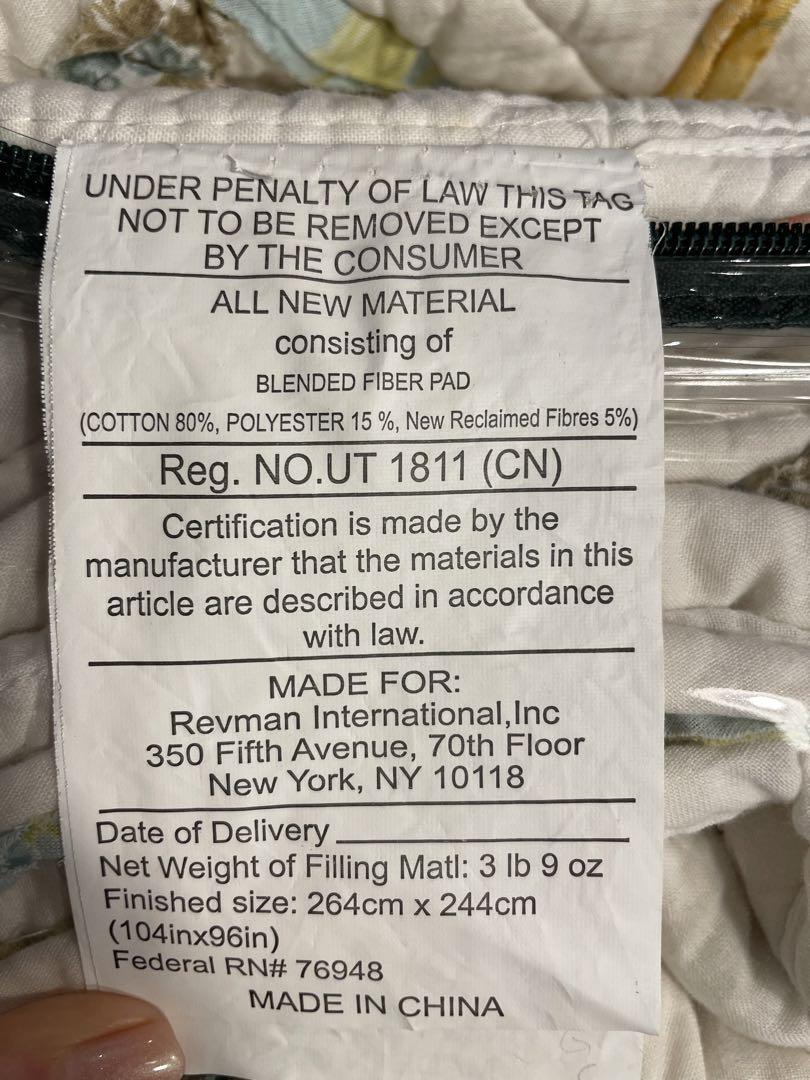 UNDER PENALTY OF LAW THIS TAG
NOT TO BE REMOVED EXCEPT
BY THE CONSUMER
ALL NEW MATERIAL
consisting of
BLENDED FIBER PAD
(COTTON 80%, POLYESTER 15 %, New Reclaimed Fibres 5%)
Reg. NO.UT 1811 (CN)
Certification is made by the
manufacturer that the materials in this
article are described in accordance
with law.
MADE FOR:
Revman International,Inc
350 Fifth Avenue, 70th Floor
New York, NY 10118
Date of Delivery
Net Weight of Filling Matl: 3 lb 9 oz
Finished size: 264cm x 244cm
(104inx96in)
Federal RN# 76948
MADE IN CHINA